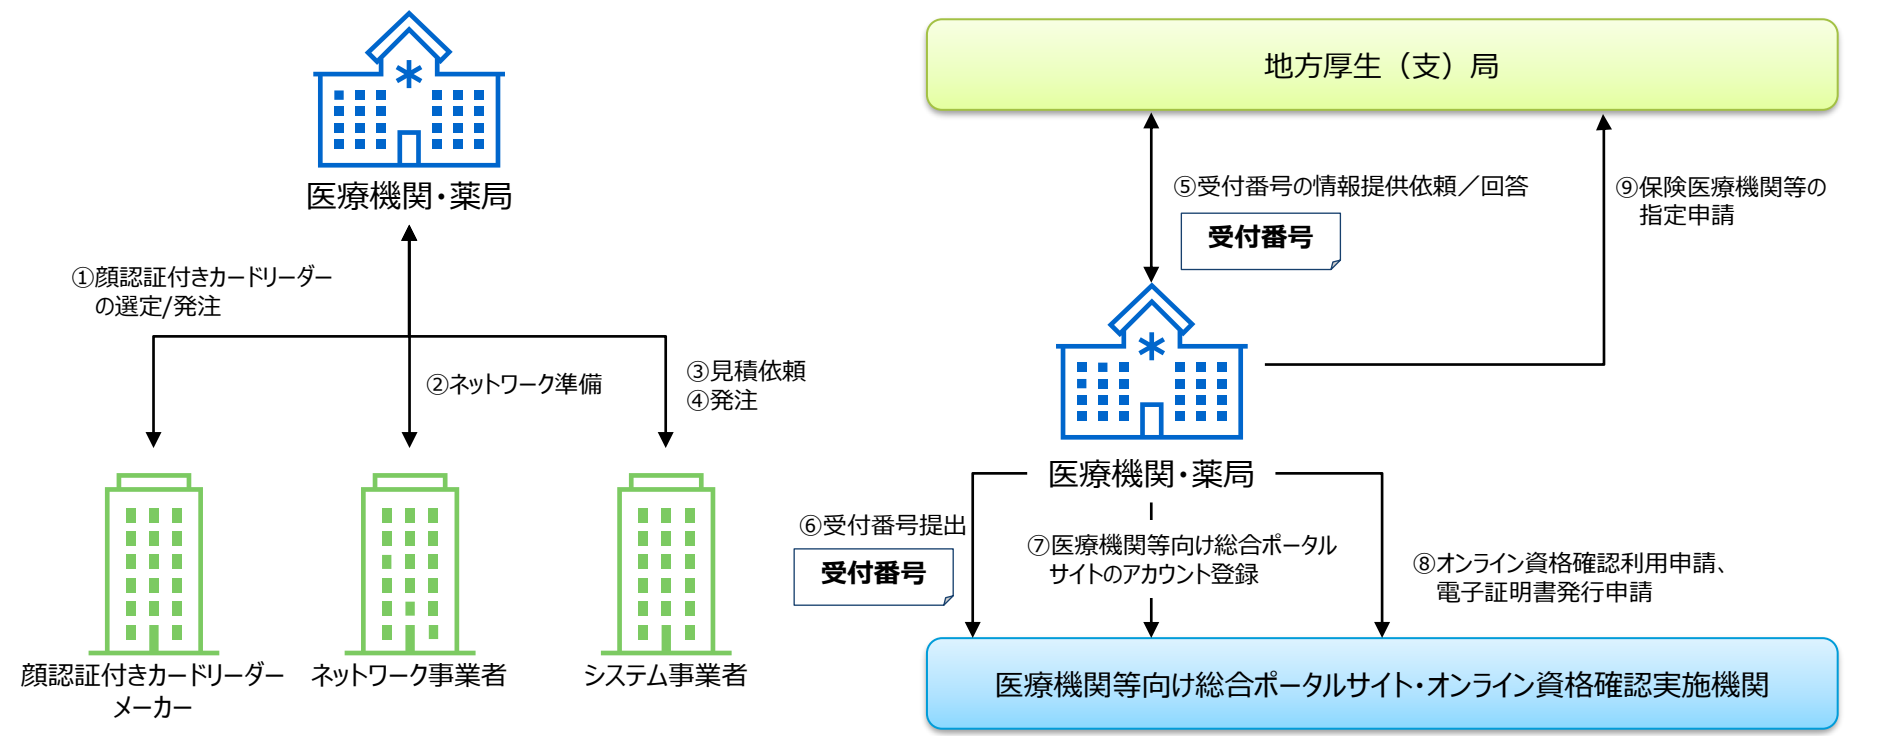 医療機関・薬局
①顔認証付きカードリーダー
の選定/発注
②ネットワーク準備
③見積依頼
④発注
顔認証付きカードリーダー
メーカー
ネットワーク事業者
システム事業者
地方厚生（支）局
⑤受付番号の情報提供依頼／回答
受付番号
⑨保険医療機関等の
指定申請
医療機関・薬局
⑥受付番号提出
受付番号
⑦医療機関等向け総合ポータル
サイトのアカウント登録
⑧オンライン資格確認利用申請、
電子証明書発行申請
医療機関等向け総合ポータルサイト・オンライン資格確認実施機関